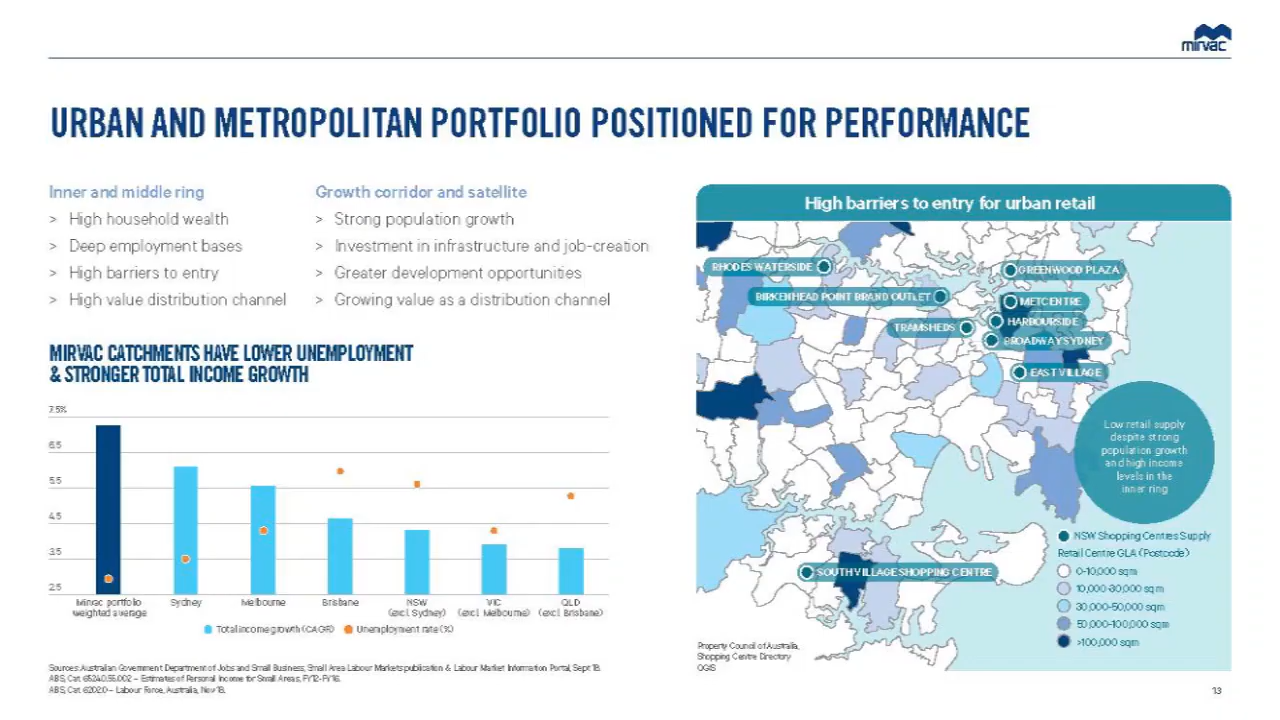 mirvac
URBAN AND METROPOLITAN PORTFOLIO POSITIONED FOR PERFORMANCE
Inner and middle ring
> High household wealth
> Deep employment bases
> High barriers to entry
> High value distribution channel
Growth corridor and satellite
> Strong population growth
> Investment in infrastructure and job-creation
> Greater development opportunities
> Growing value as a distribution channel
MIRVAC CATCHMENTS HAVE LOWER UNEMPLOYMENT
& STRONGER TOTAL INCOME GROWTH
7.5%
6.5
5.5
4.5
3.5
2.5
Mirvac portfolio
weighted average
Sydney
Melbourne
Brisbane
NSW
(excl. Sydney)
VIC
(excl. Melbourne)
QLD
(excl. Brisbane)
Total income growth (CAGR)
Unemployment rate (%)
High barriers to entry for urban retail
RHODES WATERSIDE
GREENWOOD PLAZA
BIRKENHEAD POINT BRAND OUTLET
METCENTRE
TRAMSHEDS
HARBOURSIDE
BROADWAY SYDNEY
EAST VILLAGE
Low retail supply
despite strong
population growth
and high income
levels in the
inner ring
SOUTH VILLAGE SHOPPING CENTRE
NSW Shopping Centres Supply
Retail Centre GLA (Postcode)
0-10,000 sqm
10,000-30,000 sqm
30,000-50,000 sqm
50,000-100,000 sqm
>100,000 sqm
Property Council of Australia,
Shopping Centre Directory
QGIS
Sources: Australian Government Department of Jobs and Small Business, Small Area Labour Markets publication & Labour Market Information Portal, Sept 18.
ABS, Cat. 65240.55.002 – Estimates of Personal Income for Small Areas, FY12-FY16.
ABS, Cat. 6202.0 – Labour Force, Australia, Nov 18.
13